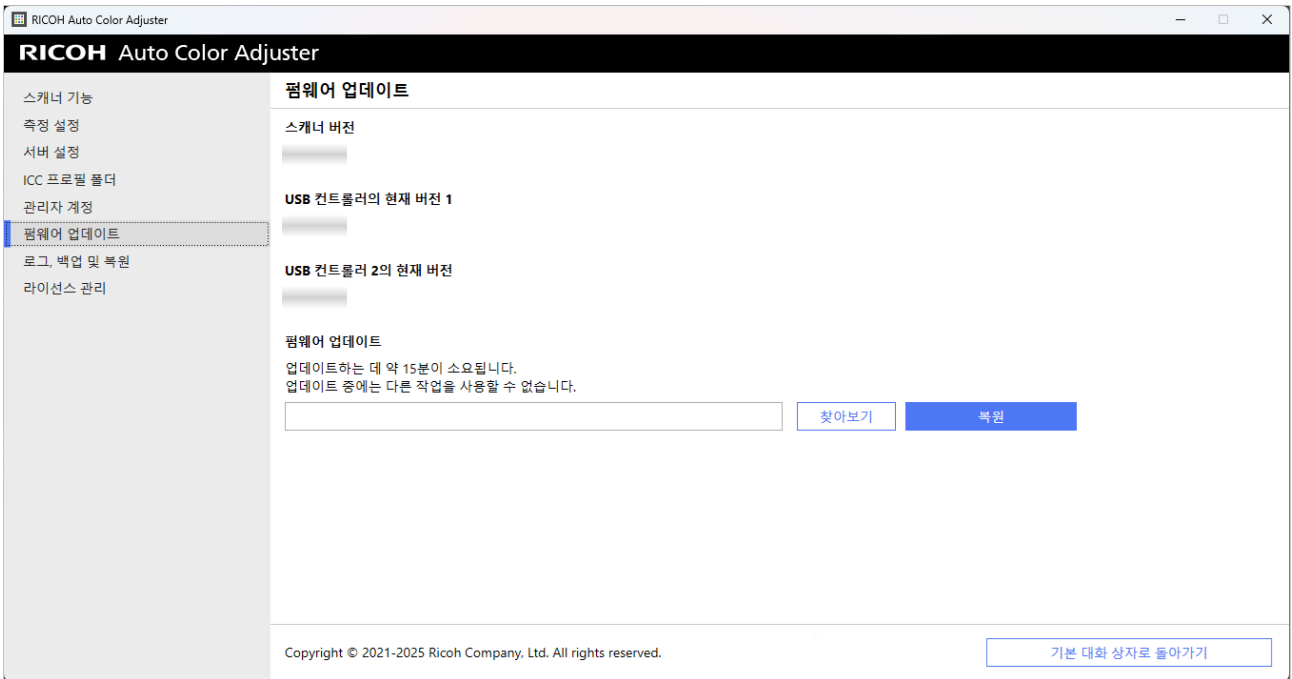 RICOH Auto Color Adjuster
RICOH Auto Color Adjuster
스캐너 기능
측정 설정
서버 설정
ICC 프로필 폴더
관리자 계정
펌웨어 업데이트
로그, 백업 및 복원
라이선스 관리
펌웨어 업데이트
스캐너 버전
USB 컨트롤러의 현재 버전 1
USB 컨트롤러 2의 현재 버전
펌웨어 업데이트
업데이트하는 데 약 15분이 소요됩니다.
업데이트 중에는 다른 작업을 사용할 수 없습니다.
찾아보기
복원
Copyright © 2021-2025 Ricoh Company, Ltd. All rights reserved.
기본 대화 상자로 돌아가기